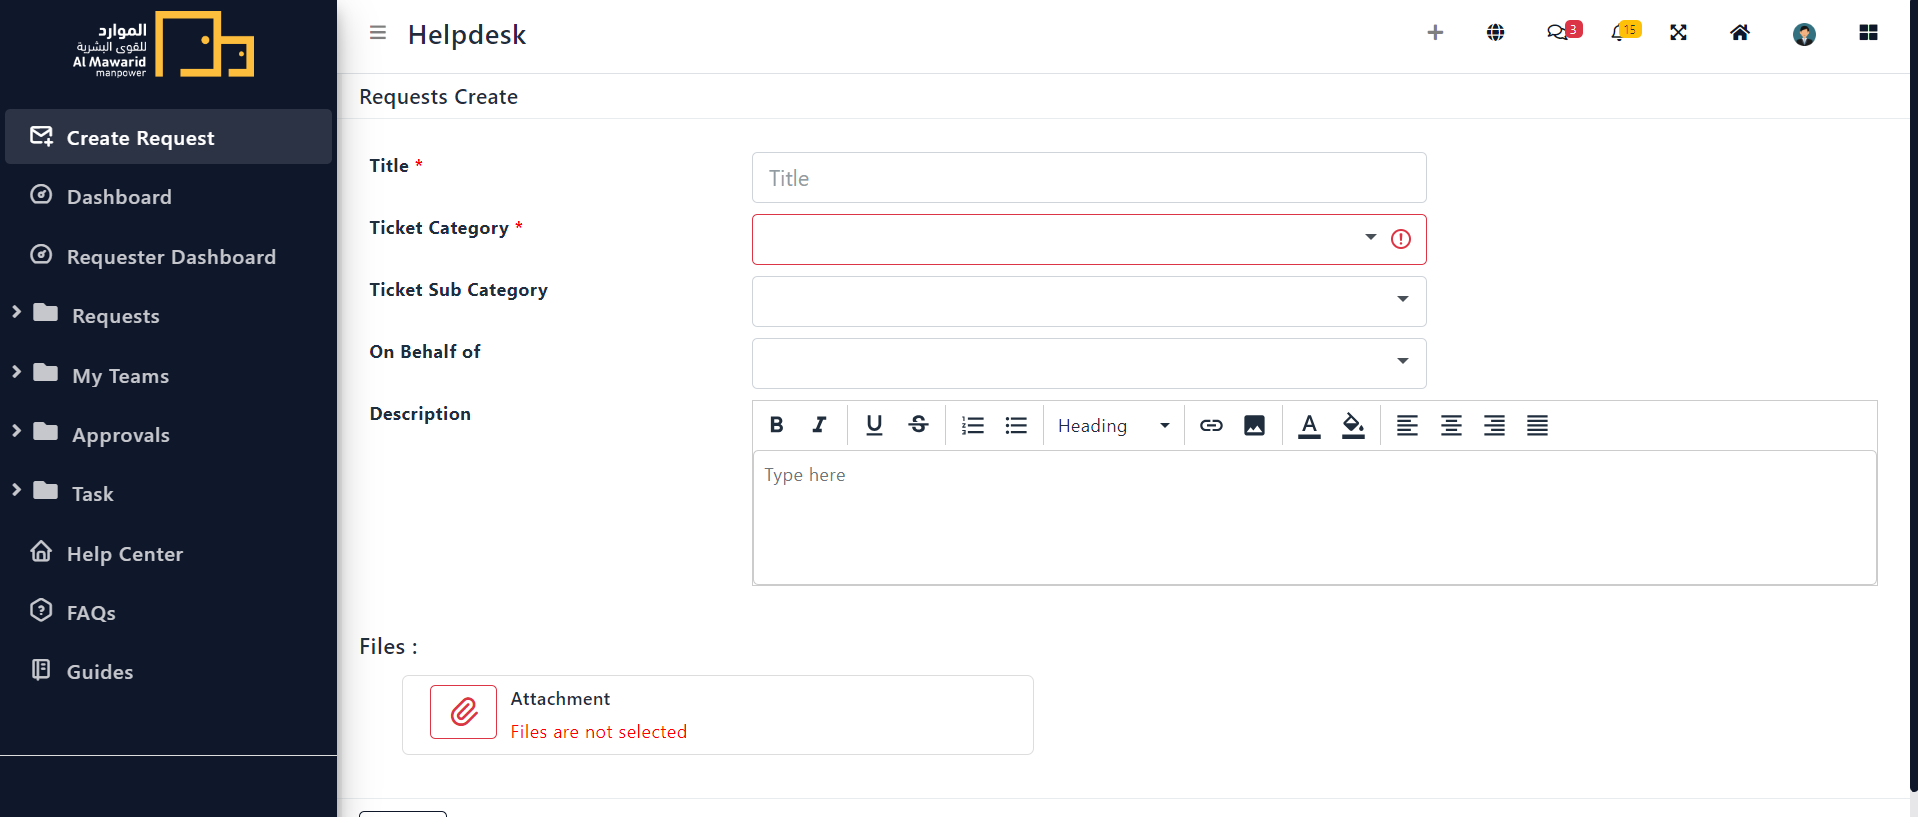 الموارد
للقوى البشرية
Al Mawarid
manpower
Create Request
Dashboard
Requester Dashboard
Requests
My Teams
Approvals
Task
Help Center
FAQs
Guides
Helpdesk
3
15
Requests Create
Title *
Title
Ticket Category *
Ticket Sub Category
On Behalf of
Description
Heading
Type here
Files :
Attachment
Files are not selected